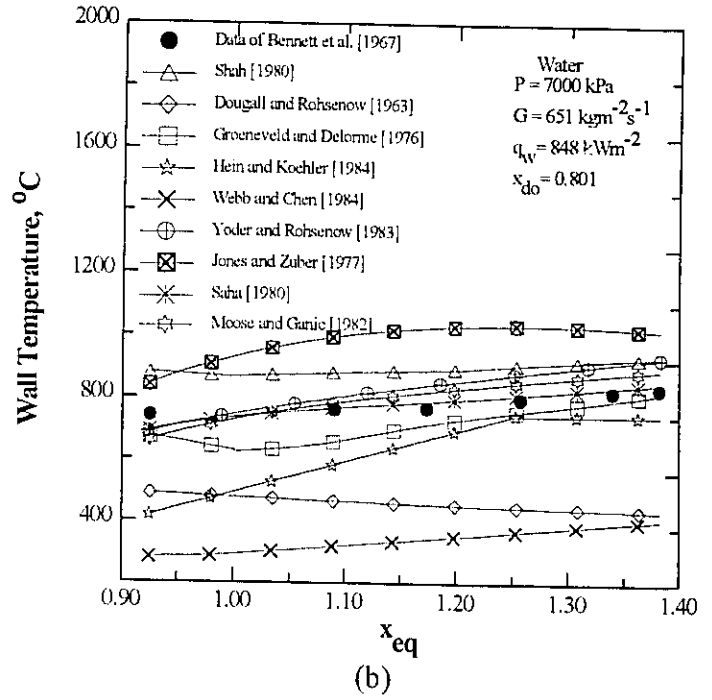 2000
1600
1200
800
400
Wall Temperature, °C
Data of Bennett et al. [1967]
Shah [1980]
Dougall and Rohsenow [1963]
Groeneveld and Delorme [1976]
Hein and Koehler [1984]
Webb and Chen [1984]
Yoder and Rohsenow [1983]
Jones and Zuber [1977]
Saha [1980]
Moose and Ganic [1982]
Water
P = 7000 kPa
G = 651 kgm⁻²s⁻¹
q_w = 848 kWm⁻²
x_do = 0.801
0.90 1.00 1.10 1.20 1.30 1.40
x_eq
(b)